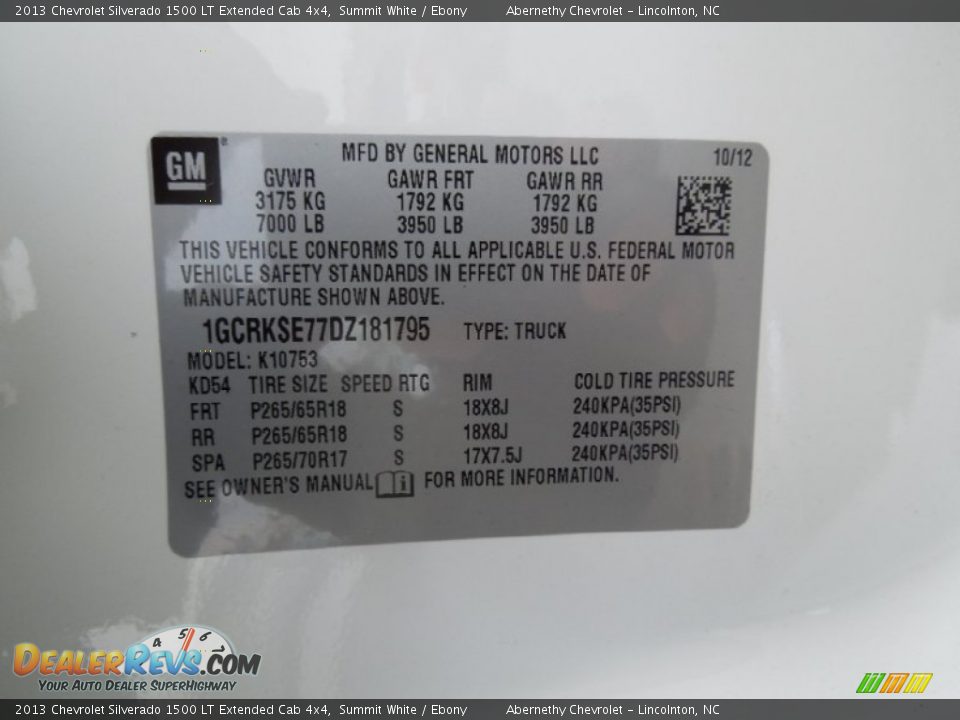 2013 Chevrolet Silverado 1500 LT Extended Cab 4x4, Summit White / Ebony Abernethy Chevrolet - Lincolnton, NC
GM ® MFD BY GENERAL MOTORS LLC 10/12
GVWR GAWR FRT GAWR RR
3175 KG 1792 KG 1792 KG
7000 LB 3950 LB 3950 LB
THIS VEHICLE CONFORMS TO ALL APPLICABLE U.S. FEDERAL MOTOR
VEHICLE SAFETY STANDARDS IN EFFECT ON THE DATE OF
MANUFACTURE SHOWN ABOVE.
1GCRKSE77DZ181795 TYPE: TRUCK
MODEL: K10753
KD54 TIRE SIZE SPEED RTG RIM COLD TIRE PRESSURE
FRT P265/65R18 S 18X8J 240KPA(35PSI)
RR P265/65R18 S 18X8J 240KPA(35PSI)
SPA P265/70R17 S 17X7.5J 240KPA(35PSI)
SEE OWNER'S MANUAL i FOR MORE INFORMATION.
4 5 6 7
DealerRevs.com
Your Auto Dealer SuperHighway
2013 Chevrolet Silverado 1500 LT Extended Cab 4x4, Summit White / Ebony Abernethy Chevrolet - Lincolnton, NC